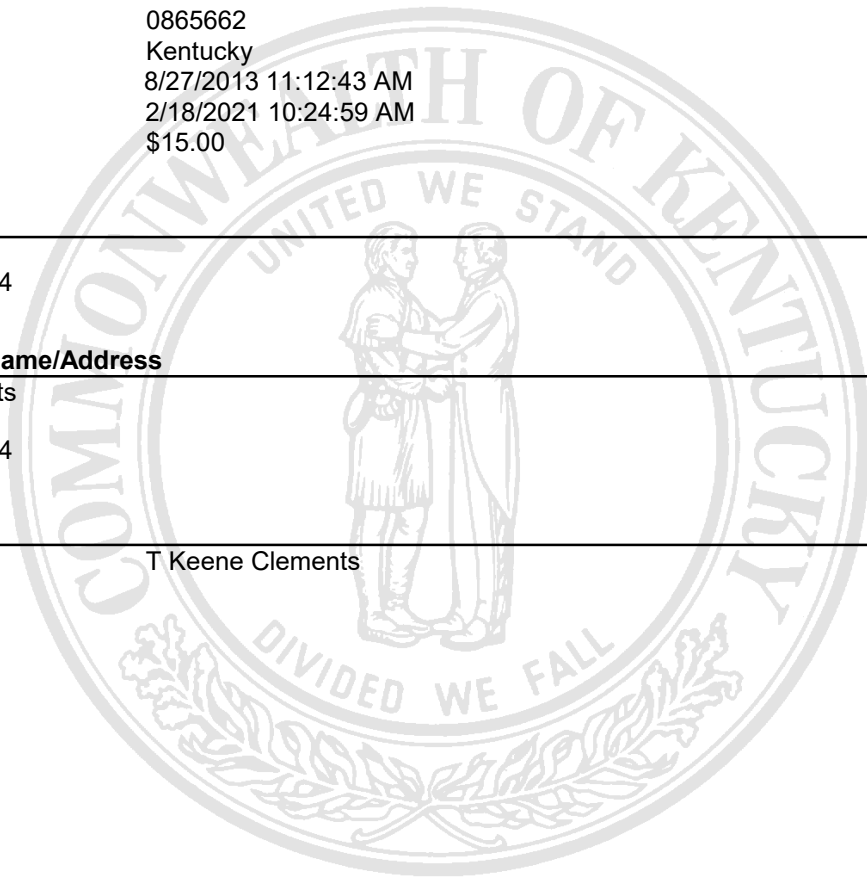 0865662
Kentucky
8/27/2013 11:12:43 AM
2/18/2021 10:24:59 AM
$15.00
4
ame/Address
ts
4
T Keene Clements
COMMONWEALTH OF KENTUCKY
UNITED WE STAND
DIVIDED WE FALL